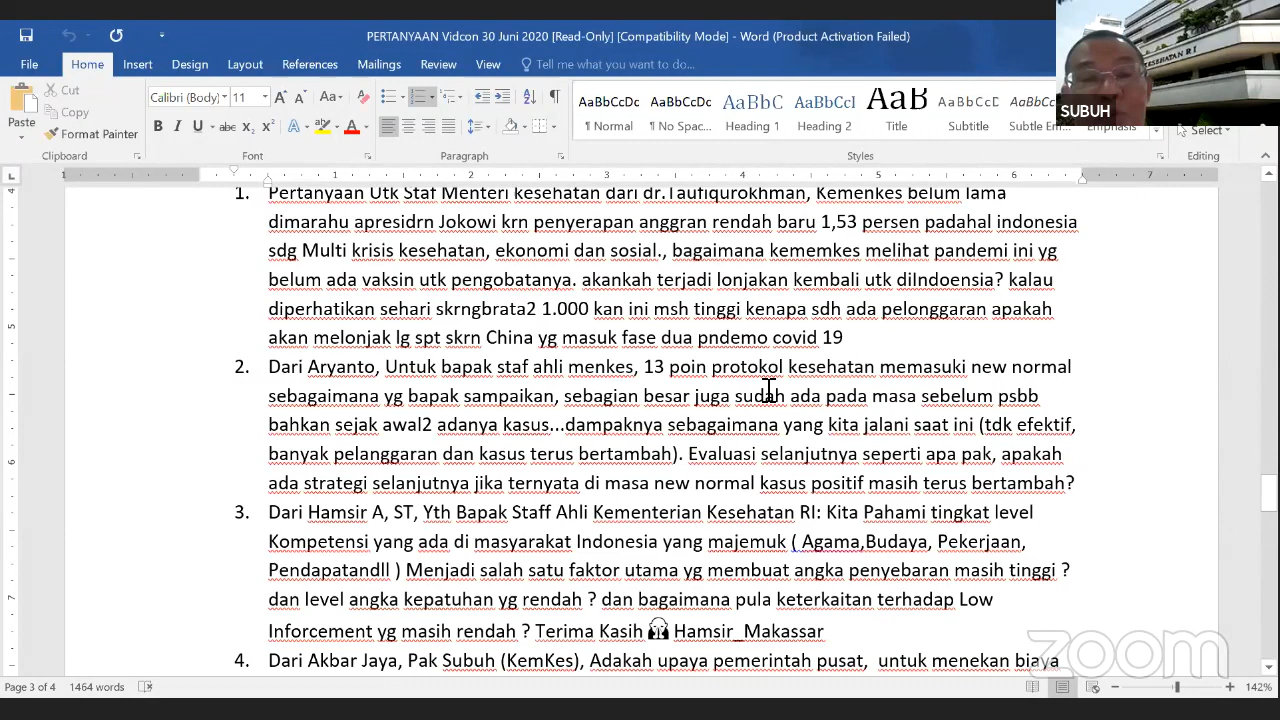 PERTANYAAN Vidcon 30 Juni 2020 [Read-Only] [Compatibility Mode] - Word (Product Activation Failed)
File Home Insert Design Layout References Mailings Review View Tell me what you want to do...
KESEHATAN RI
SUBUH
Cut
Copy
Format Painter
Paste
Clipboard
Calibri (Body) 11
Font
Paragraph
AaBbCcDc AaBbCcDc AaBbC AaBbCcI AaB AaBbCcD AaBbCcDc
¶ Normal ¶ No Spac... Heading 1 Heading 2 Title Subtitle Subtle Em... Emphasis
Styles
Select
Editing
1. Pertanyaan Utk Staf Menteri kesehatan dari dr.Taufiqurokhman, Kemenkes belum lama
dimarahu apresidrn Jokowi krn penyerapan anggran rendah baru 1,53 persen padahal indonesia
sdg Multi krisis kesehatan, ekonomi dan sosial., bagaimana kememkes melihat pandemi ini yg
belum ada vaksin utk pengobatanya. akankah terjadi lonjakan kembali utk diIndoensia? kalau
diperhatikan sehari skrngbrata2 1.000 kan ini msh tinggi kenapa sdh ada pelonggaran apakah
akan melonjak lg spt skrn China yg masuk fase dua pndemo covid 19
2. Dari Aryanto, Untuk bapak staf ahli menkes, 13 poin protokol kesehatan memasuki new normal
sebagaimana yg bapak sampaikan, sebagian besar juga sudah ada pada masa sebelum psbb
bahkan sejak awal2 adanya kasus...dampaknya sebagaimana yang kita jalani saat ini (tdk efektif,
banyak pelanggaran dan kasus terus bertambah). Evaluasi selanjutnya seperti apa pak, apakah
ada strategi selanjutnya jika ternyata di masa new normal kasus positif masih terus bertambah?
3. Dari Hamsir A, ST, Yth Bapak Staff Ahli Kementerian Kesehatan RI: Kita Pahami tingkat level
Kompetensi yang ada di masyarakat Indonesia yang majemuk ( Agama,Budaya, Pekerjaan,
Pendapatandll ) Menjadi salah satu faktor utama yg membuat angka penyebaran masih tinggi ?
dan level angka kepatuhan yg rendah ? dan bagaimana pula keterkaitan terhadap Low
Inforcement yg masih rendah ? Terima Kasih 🙏 Hamsir_Makassar
4. Dari Akbar Jaya, Pak Subuh (KemKes), Adakah upaya pemerintah pusat, untuk menekan biaya
zoom
Page 3 of 4 1464 words 142%